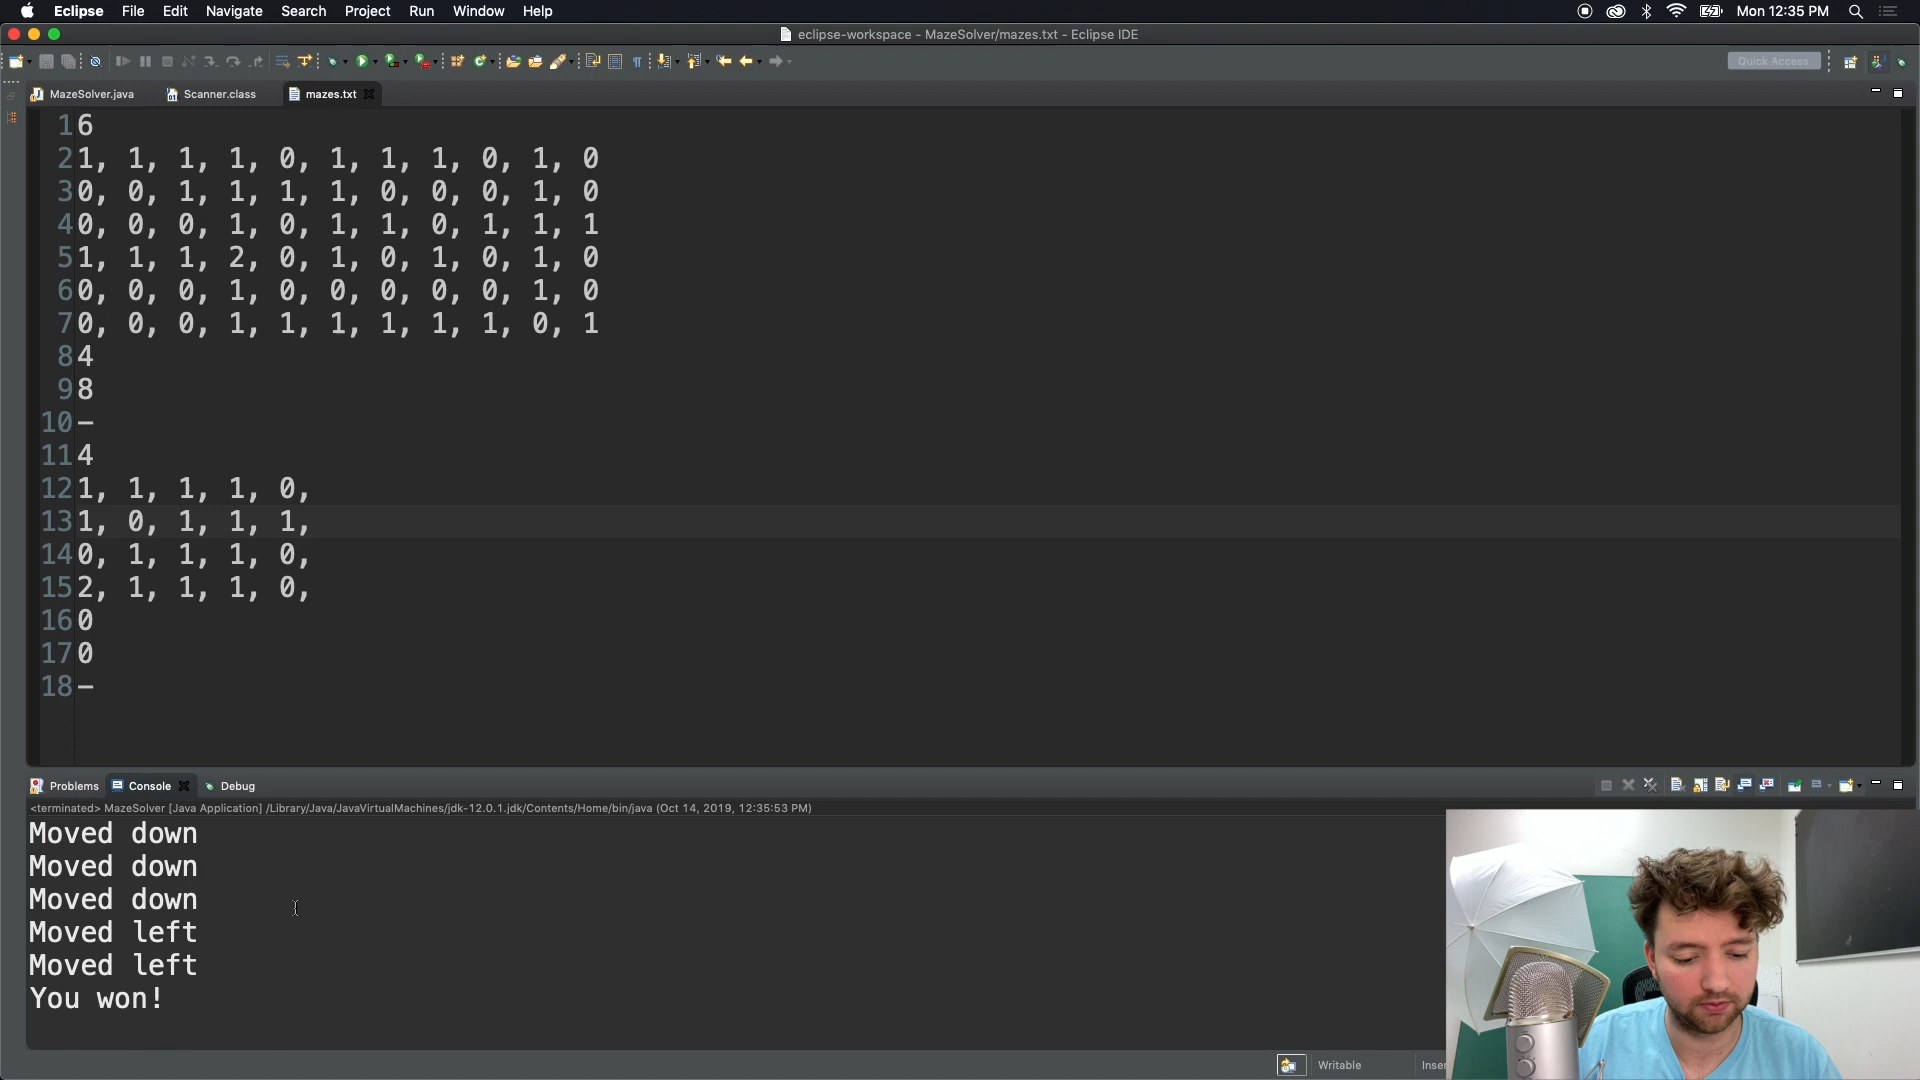 Eclipse File Edit Navigate Search Project Run Window Help Mon 12:35 PM
eclipse-workspace - MazeSolver/mazes.txt - Eclipse IDE
Quick Access
MazeSolver.java Scanner.class mazes.txt
1 6
2 1, 1, 1, 1, 0, 1, 1, 1, 0, 1, 0
3 0, 0, 1, 1, 1, 1, 0, 0, 0, 1, 0
4 0, 0, 0, 1, 0, 1, 1, 0, 1, 1, 1
5 1, 1, 1, 2, 0, 1, 0, 1, 0, 1, 0
6 0, 0, 0, 1, 0, 0, 0, 0, 0, 1, 0
7 0, 0, 0, 1, 1, 1, 1, 1, 1, 0, 1
8 4
9 8
10 -
11 4
12 1, 1, 1, 1, 0,
13 1, 0, 1, 1, 1,
14 0, 1, 1, 1, 0,
15 2, 1, 1, 1, 0,
16 0
17 0
18 -
Problems Console Debug
<terminated> MazeSolver [Java Application] /Library/Java/JavaVirtualMachines/jdk-12.0.1.jdk/Contents/Home/bin/java (Oct 14, 2019, 12:35:53 PM)
Moved down
Moved down
Moved down
Moved left
Moved left
You won!
Writable Inser